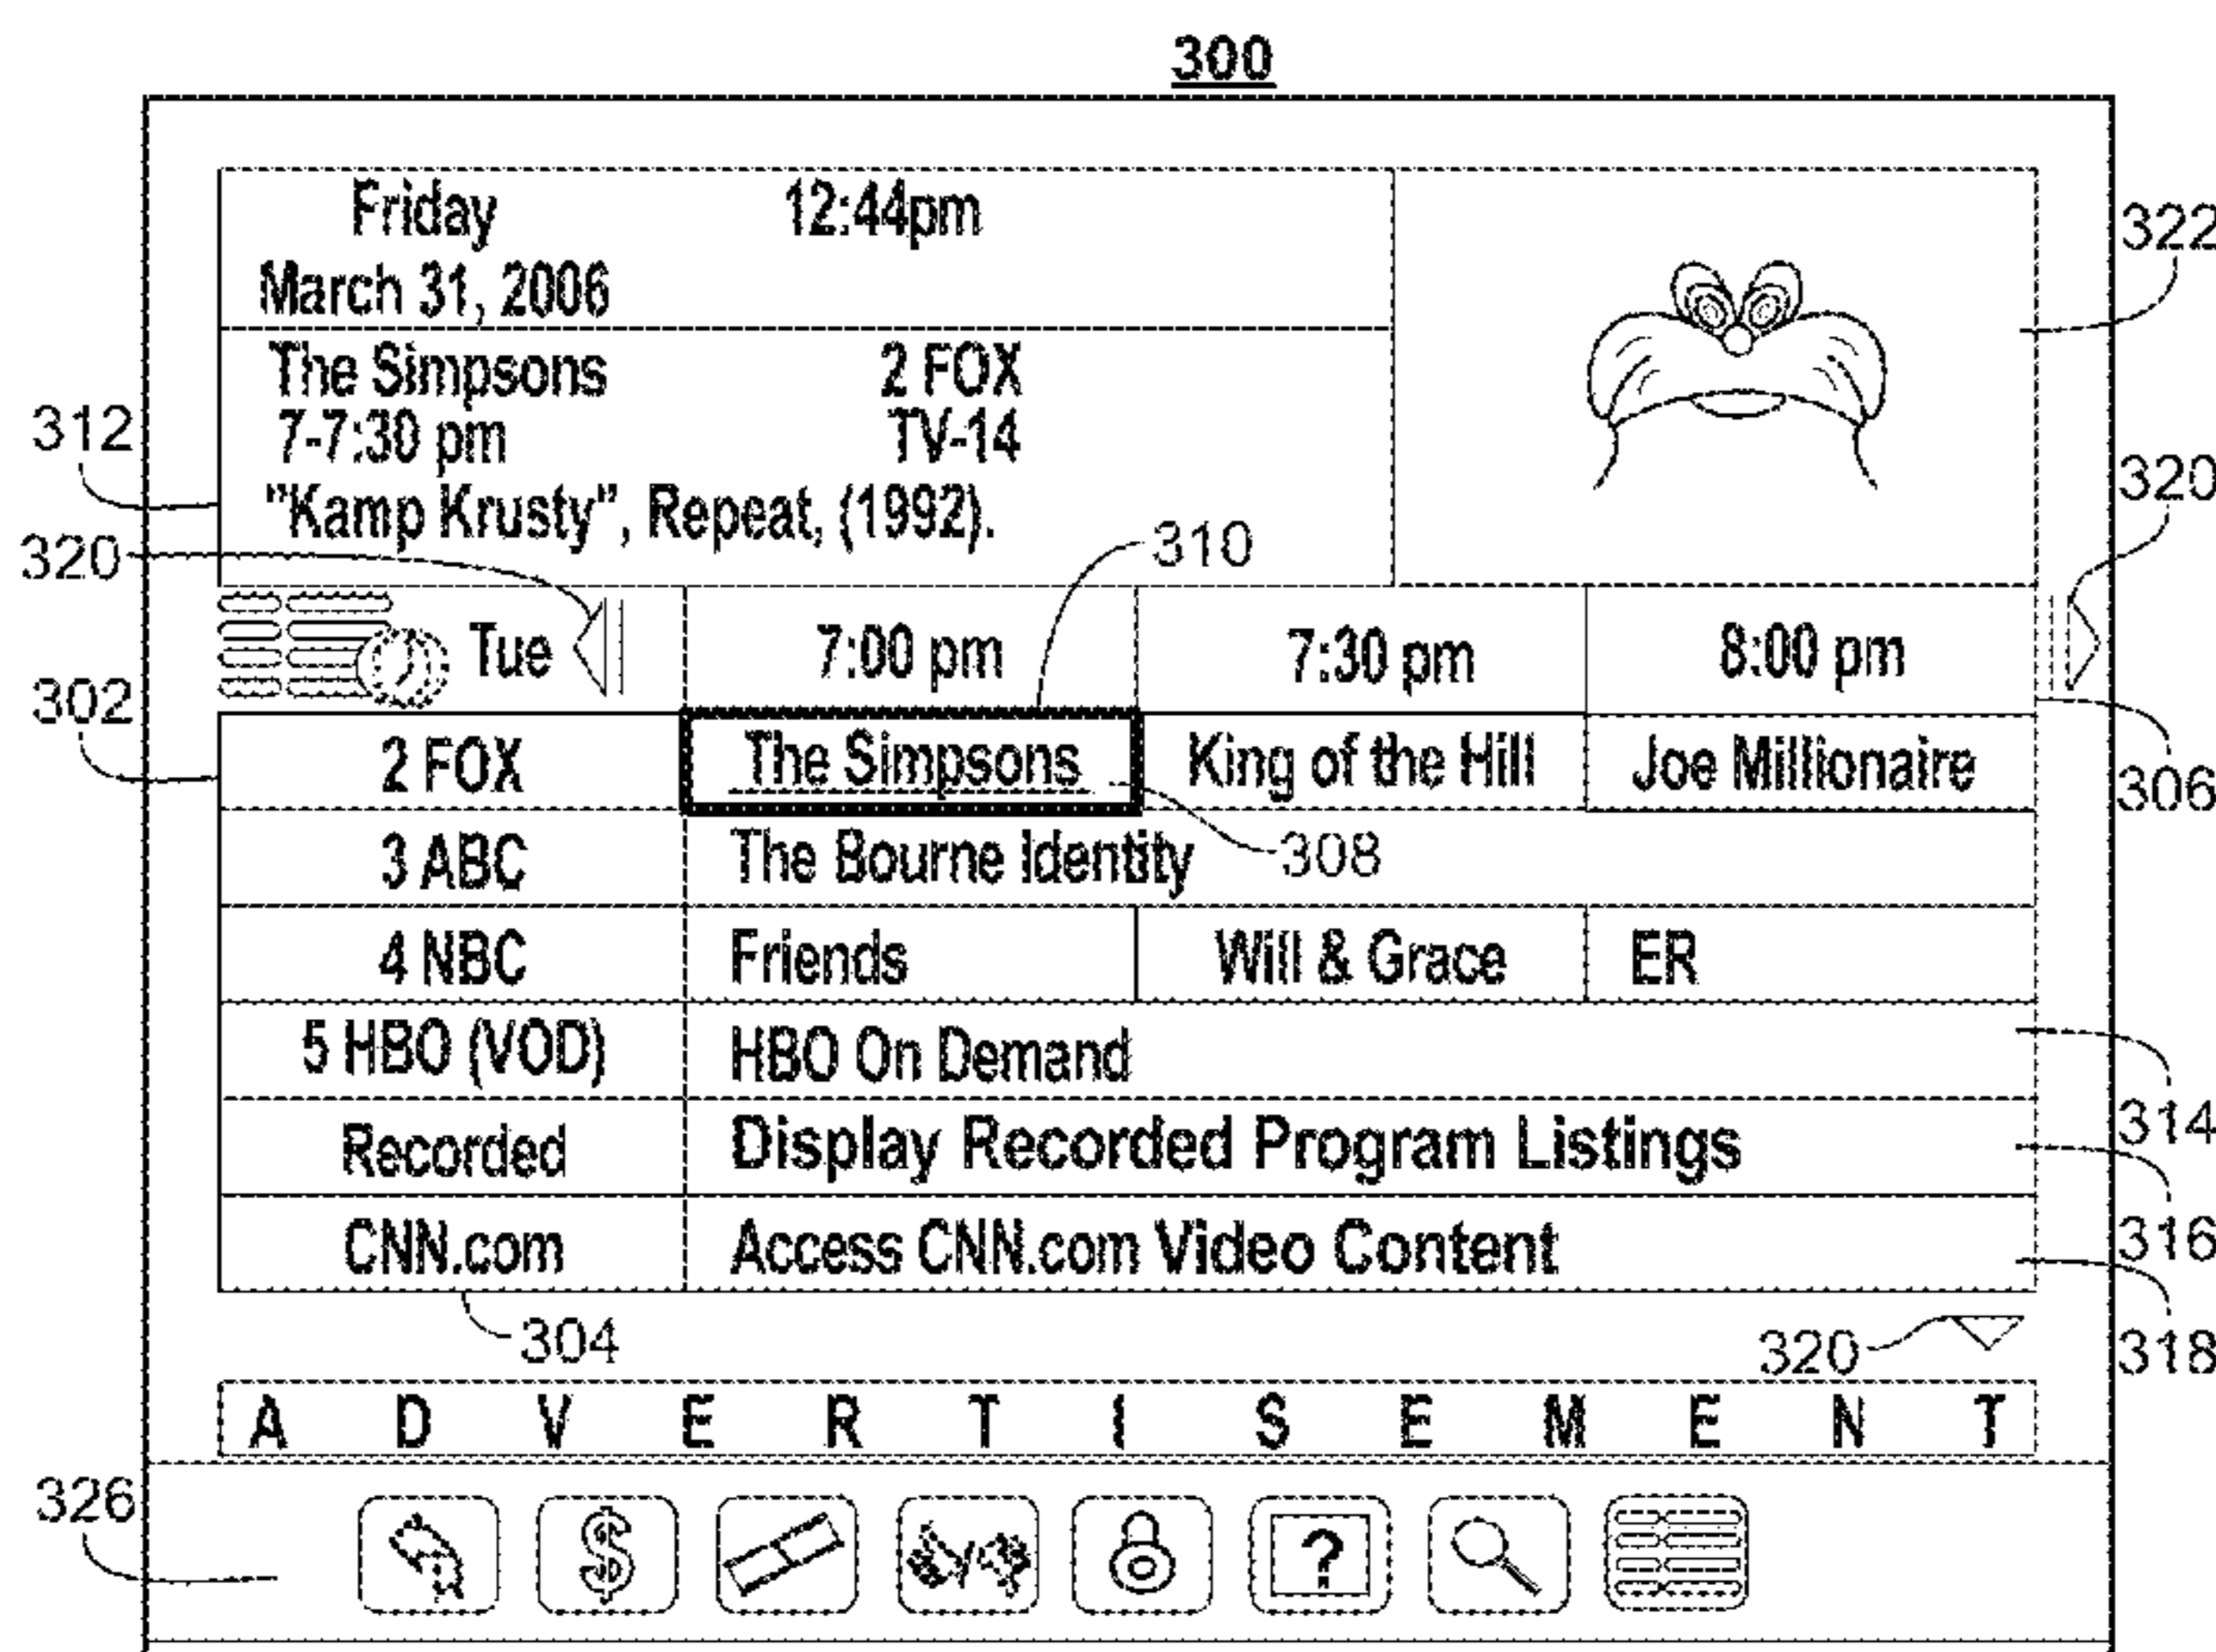 300
Friday 12:44pm
March 31, 2006
322
The Simpsons 2 FOX
312 7-7:30 pm TV-14
320
"Kamp Krusty", Repeat, (1992).
320 310
Tue 7:00 pm 7:30 pm 8:00 pm
302
2 FOX The Simpsons King of the Hill Joe Millionaire
306
3 ABC The Bourne Identity 308
4 NBC Friends Will & Grace ER
5 HBO (VOD) HBO On Demand
314
Recorded Display Recorded Program Listings
316
CNN.com Access CNN.com Video Content
304 320 318
A D V E R T I S E M E N T
326
$ / ?